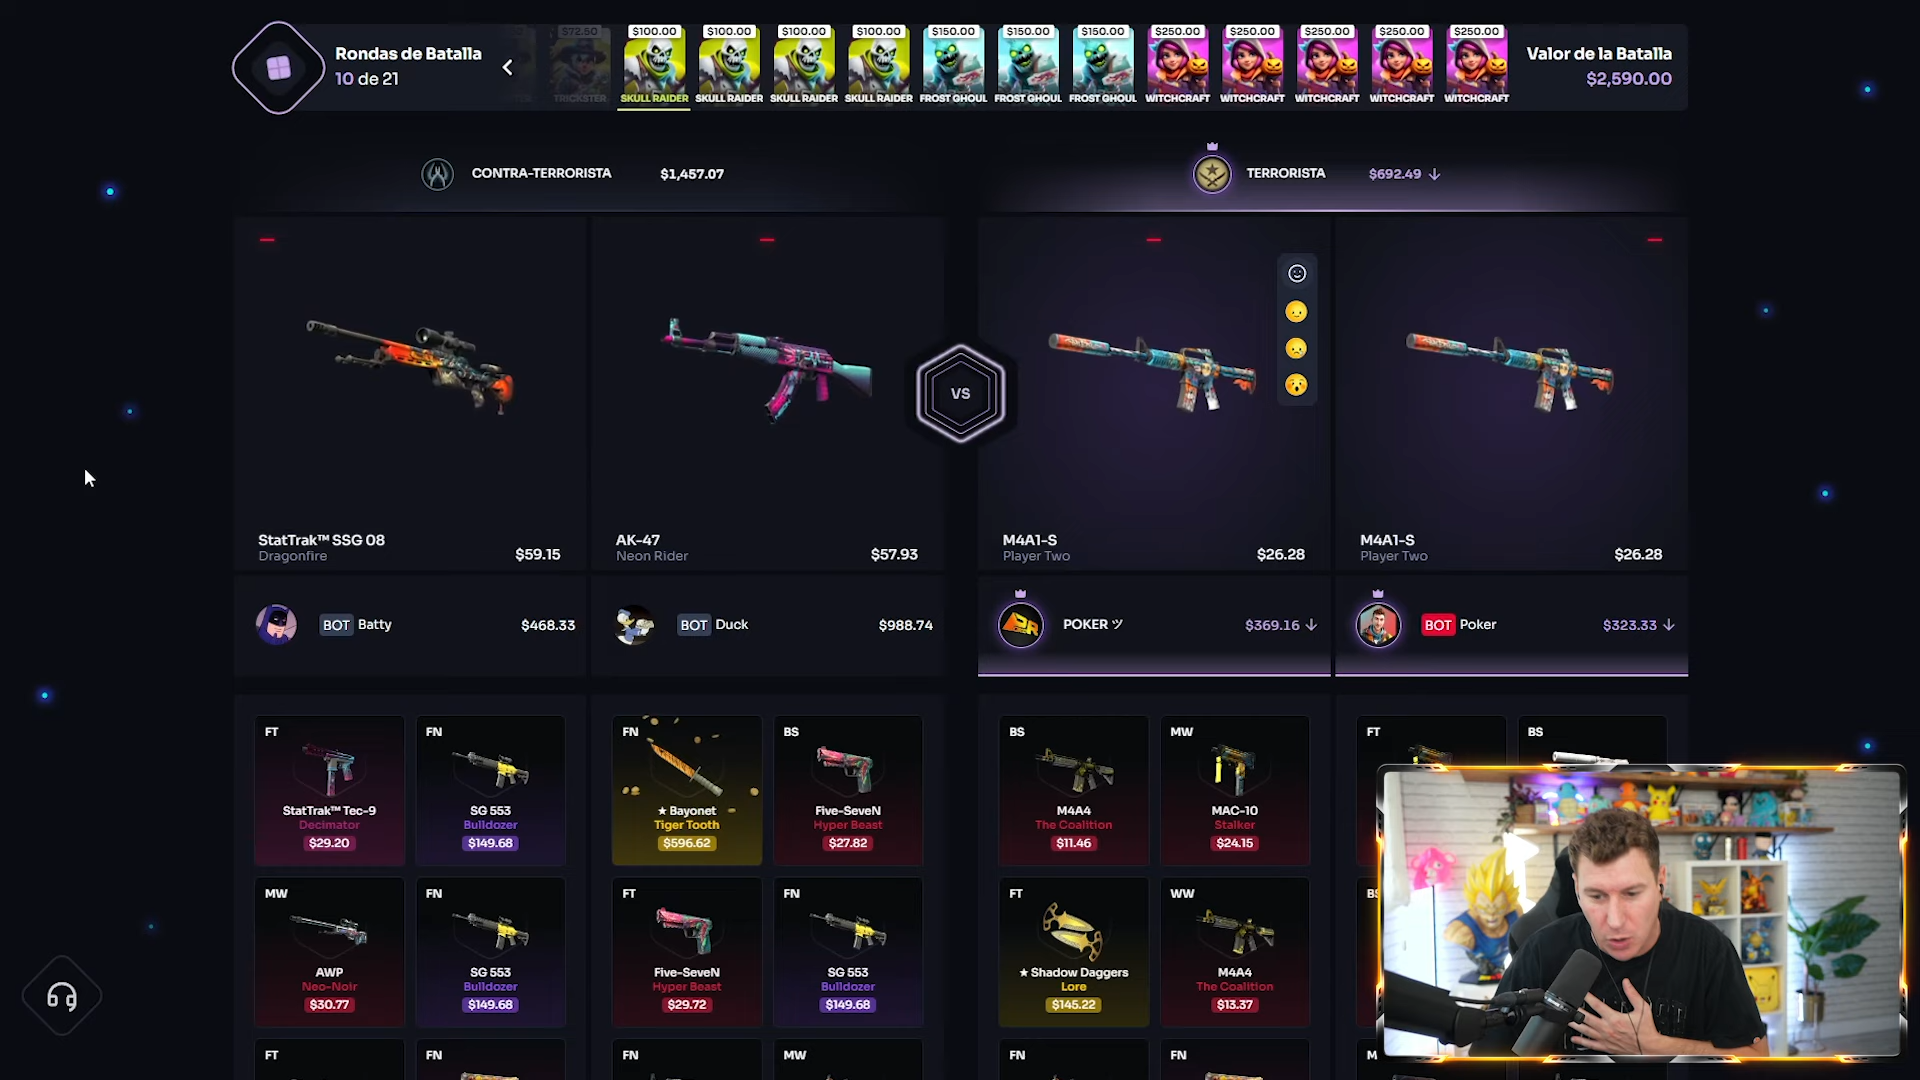 Rondas de Batalla
10 de 21
$72.50
TRICKSTER
$100.00
SKULL RAIDER
$100.00
SKULL RAIDER
$100.00
SKULL RAIDER
$100.00
SKULL RAIDER
$150.00
FROST GHOUL
$150.00
FROST GHOUL
$150.00
FROST GHOUL
$250.00
WITCHCRAFT
$250.00
WITCHCRAFT
$250.00
WITCHCRAFT
$250.00
WITCHCRAFT
$250.00
WITCHCRAFT
Valor de la Batalla
$2,590.00
CONTRA-TERRORISTA $1,457.07
TERRORISTA $692.49
StatTrak™ SSG 08
Dragonfire
$59.15
AK-47
Neon Rider
$57.93
VS
M4A1-S
Player Two
$26.28
M4A1-S
Player Two
$26.28
BOT Batty $468.33
BOT Duck $988.74
POKER ツ $369.16
BOT Poker $323.33
FT
StatTrak™ Tec-9
Decimator
$29.20
FN
SG 553
Bulldozer
$149.68
FN
★ Bayonet
Tiger Tooth
$596.62
BS
Five-SeveN
Hyper Beast
$27.82
BS
M4A4
The Coalition
$11.46
MW
MAC-10
Stalker
$24.15
FT
BS
MW
AWP
Neo-Noir
$30.77
FN
SG 553
Bulldozer
$149.68
FT
Five-SeveN
Hyper Beast
$29.72
FN
SG 553
Bulldozer
$149.68
FT
★ Shadow Daggers
Lore
$145.22
WW
M4A4
The Coalition
$13.37
FT
FN
FN
MW
FN
FN